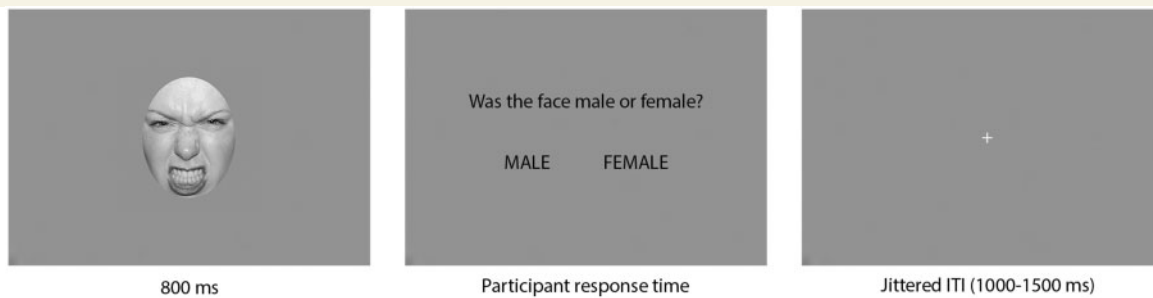 Was the face male or female?
MALE FEMALE
800 ms
Participant response time
Jittered ITI (1000-1500 ms)